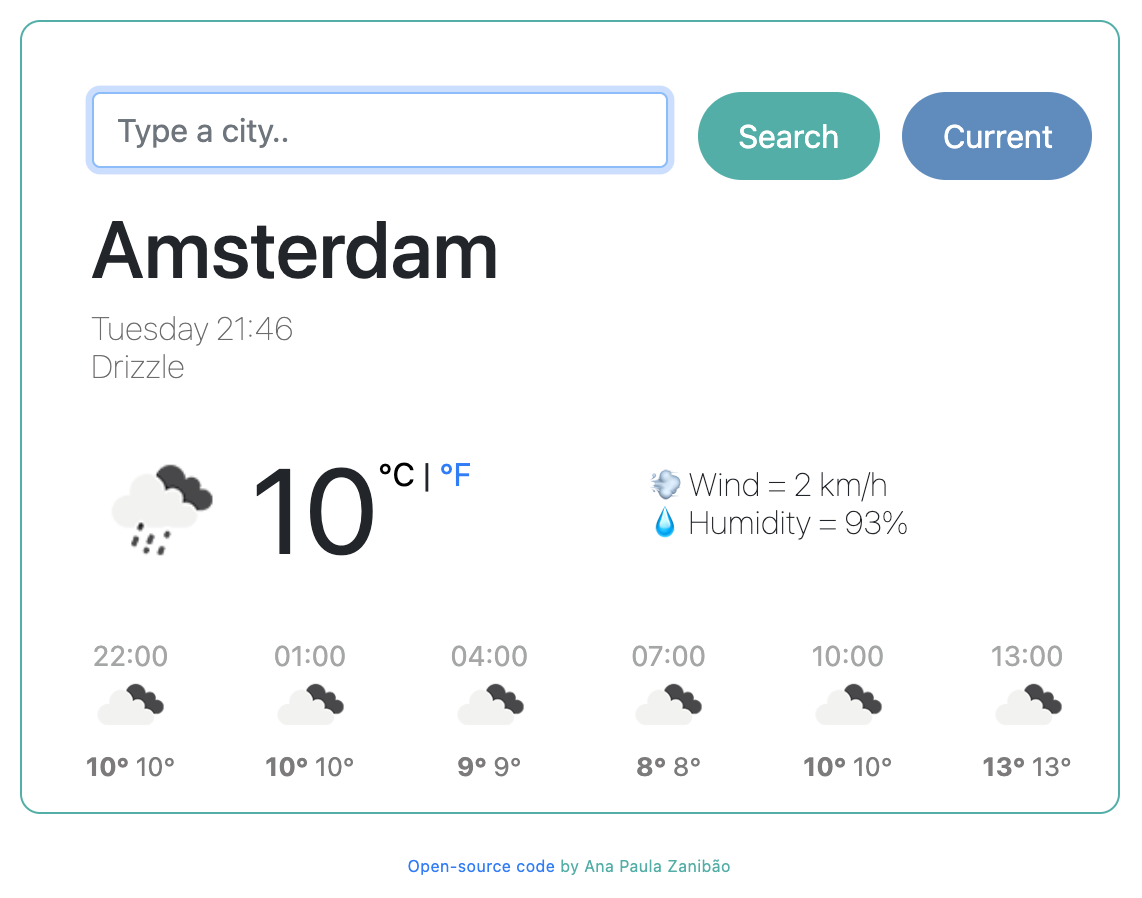 Type a city..
Search
Current
Amsterdam
Tuesday 21:46
Drizzle
10 °C | °F
Wind = 2 km/h
Humidity = 93%
22:00 01:00 04:00 07:00 10:00 13:00
10° 10° 10° 10° 9° 9° 8° 8° 10° 10° 13° 13°
Open-source code by Ana Paula Zanibão